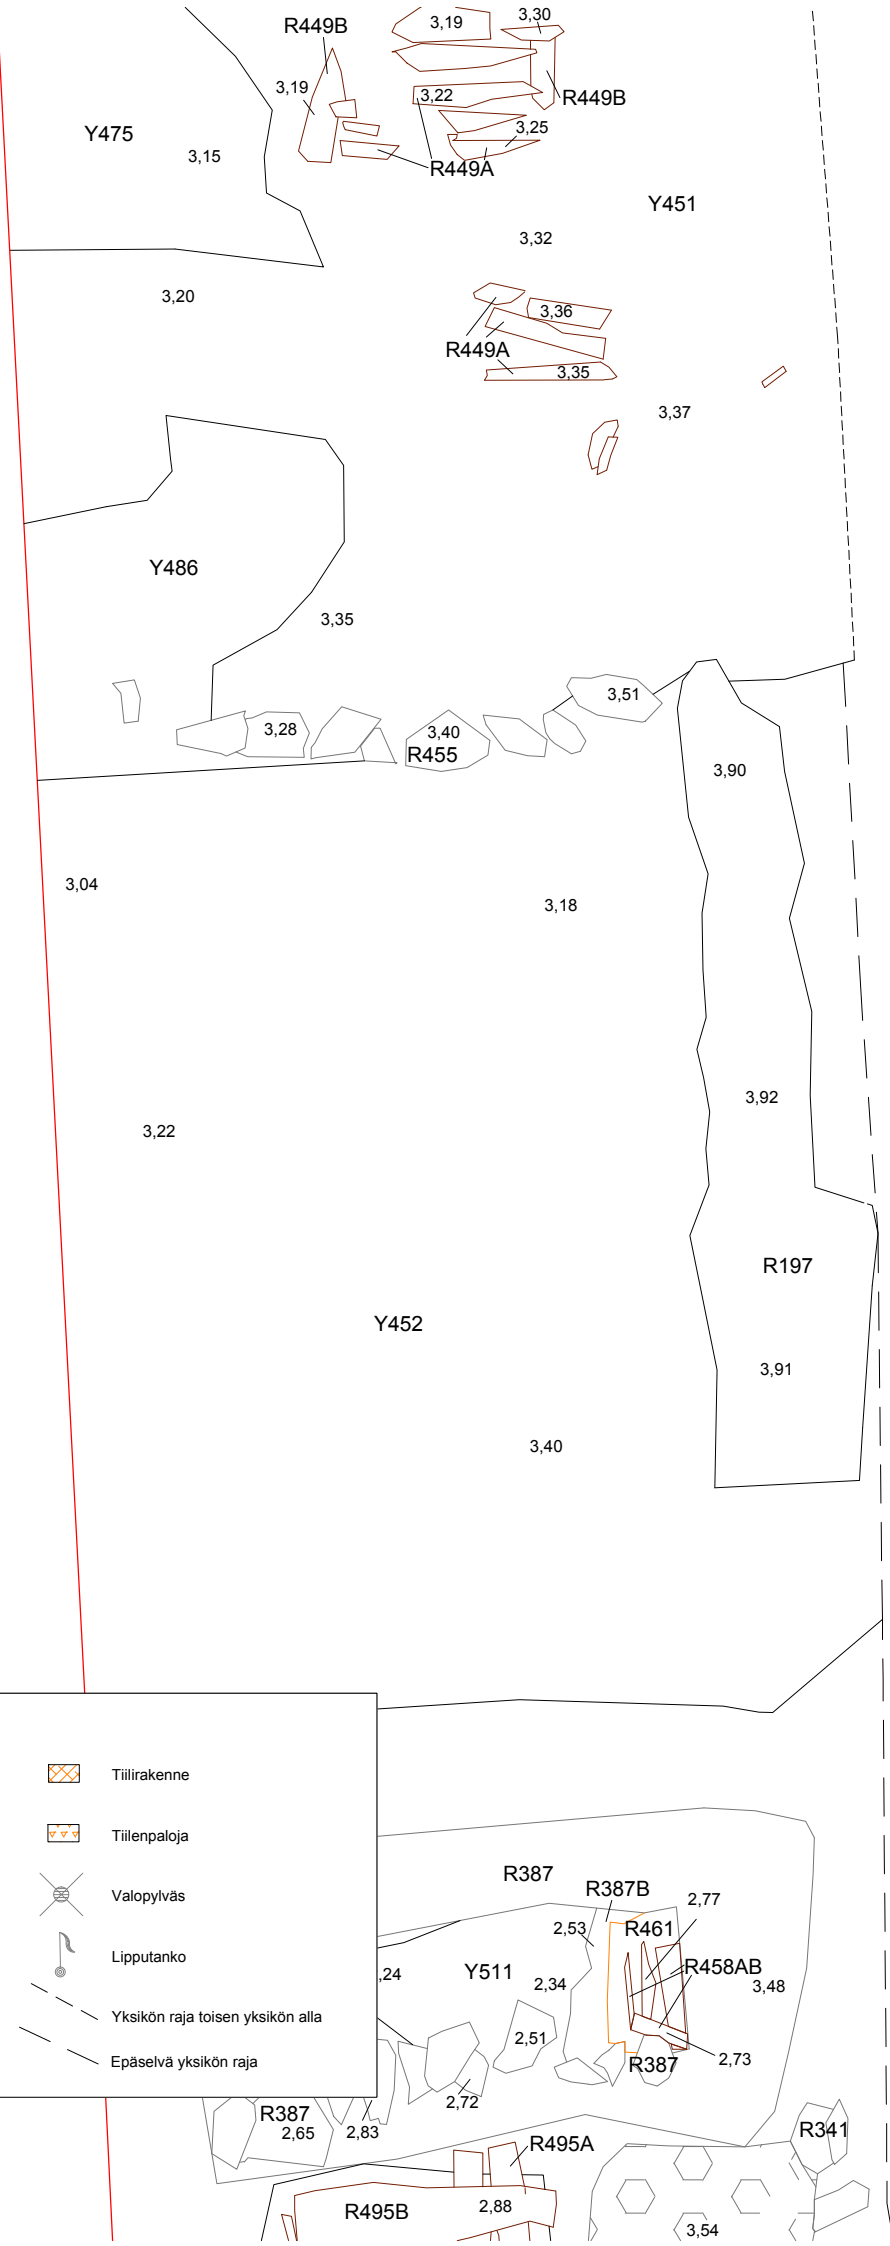 3,19
3,30
R449B
3,19
3,22
R449B
Y475
3,25
3,15
R449A
Y451
3,32
3,20
3,36
R449A
3,35
3,37
Y486
3,35
3,51
3,28
3,40
R455
3,90
3,04
3,18
3,92
3,22
R197
Y452
3,91
3,40
Tiilirakenne
Tiilenpaloja
Valopylväs
Lipputanko
Yksikön raja toisen yksikön alla
Epäselvä yksikön raja
R387
R387B
2,77
2,53
R461
,24
Y511
R458AB
2,34
3,48
2,51
2,73
R387
2,72
R387
2,65
2,83
R341
R495A
R495B
2,88
3,54